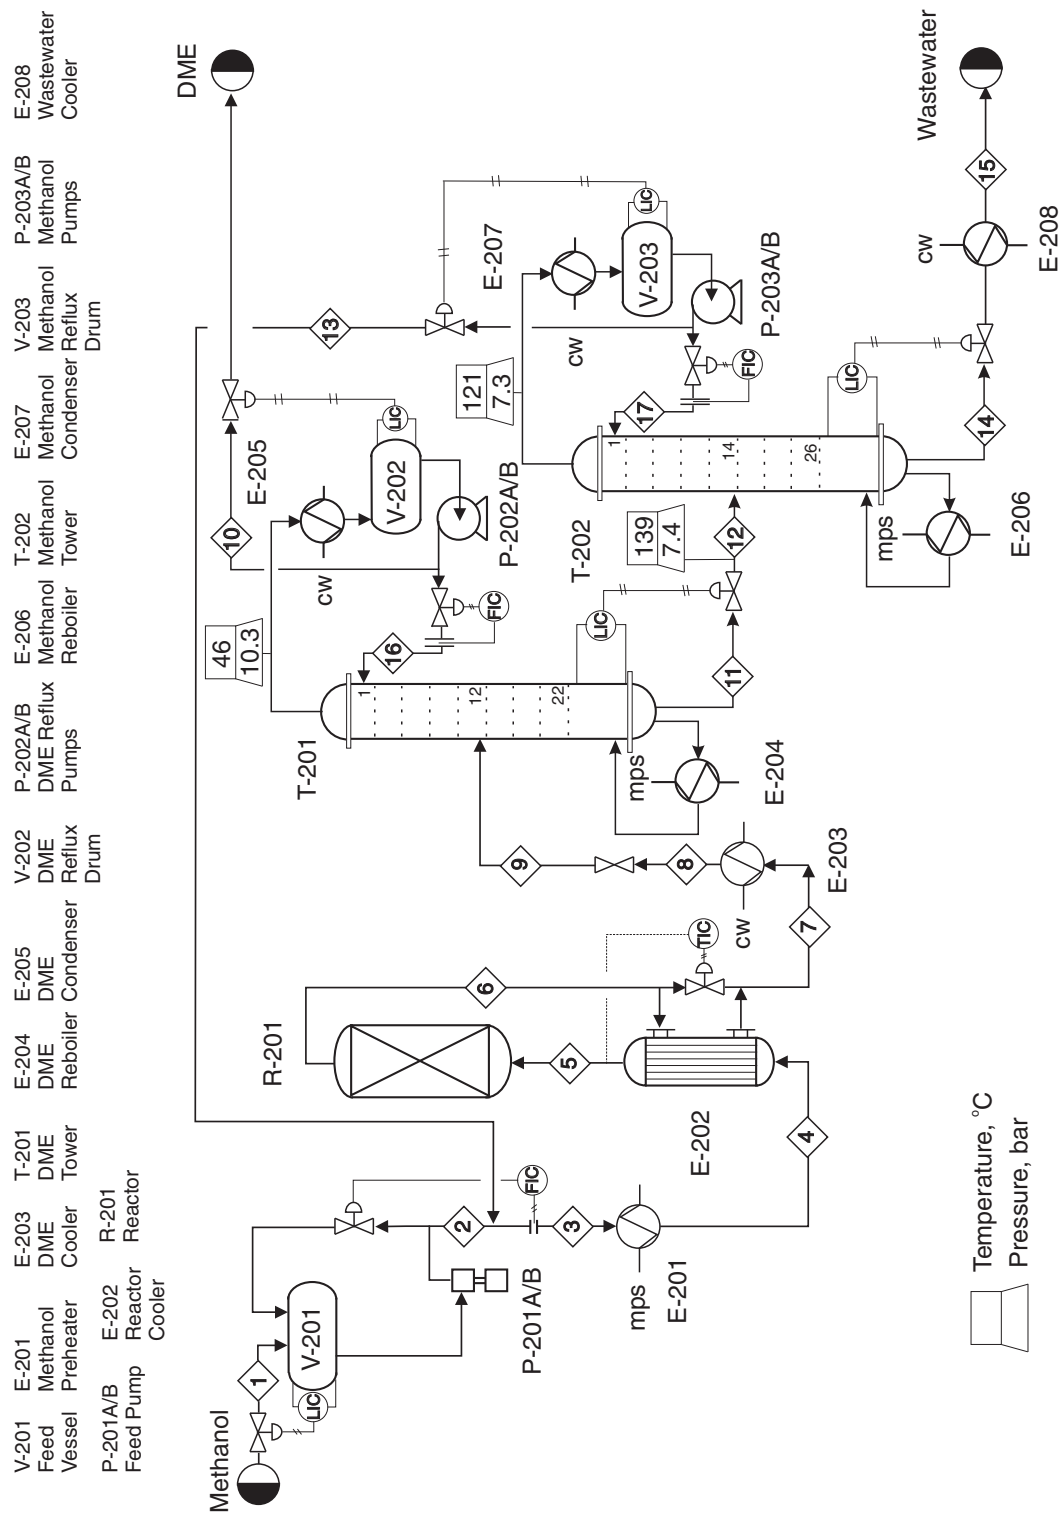 V-201
Feed
Vessel
E-201
Methanol
Preheater
E-203
DME
Cooler
T-201
DME
Tower
E-204
DME
Reboiler
E-205
DME
Condenser
V-202
DME
Reflux
Drum
P-202A/B
DME Reflux
Pumps
E-206
Methanol
Reboiler
T-202
Methanol
Tower
E-207
Methanol
Condenser
V-203
Methanol
Reflux
Drum
P-203A/B
Methanol
Pumps
E-208
Wastewater
Cooler
P-201A/B
Feed Pump
E-202
Reactor
Cooler
R-201
Reactor
Methanol
1
LIC
V-201
P-201A/B
2
FIC
3
mps
E-201
4
E-202
5
R-201
6
TIC
7
cw
E-203
8
9
T-201
1
12
22
mps
E-204
46
10.3
16
FIC
LIC
11
10
cw
E-205
V-202
LIC
P-202A/B
DME
139
7.4
12
T-202
1
14
26
mps
E-206
121
7.3
17
FIC
LIC
14
13
cw
E-207
V-203
LIC
P-203A/B
cw
E-208
15
Wastewater
Temperature, °C
Pressure, bar